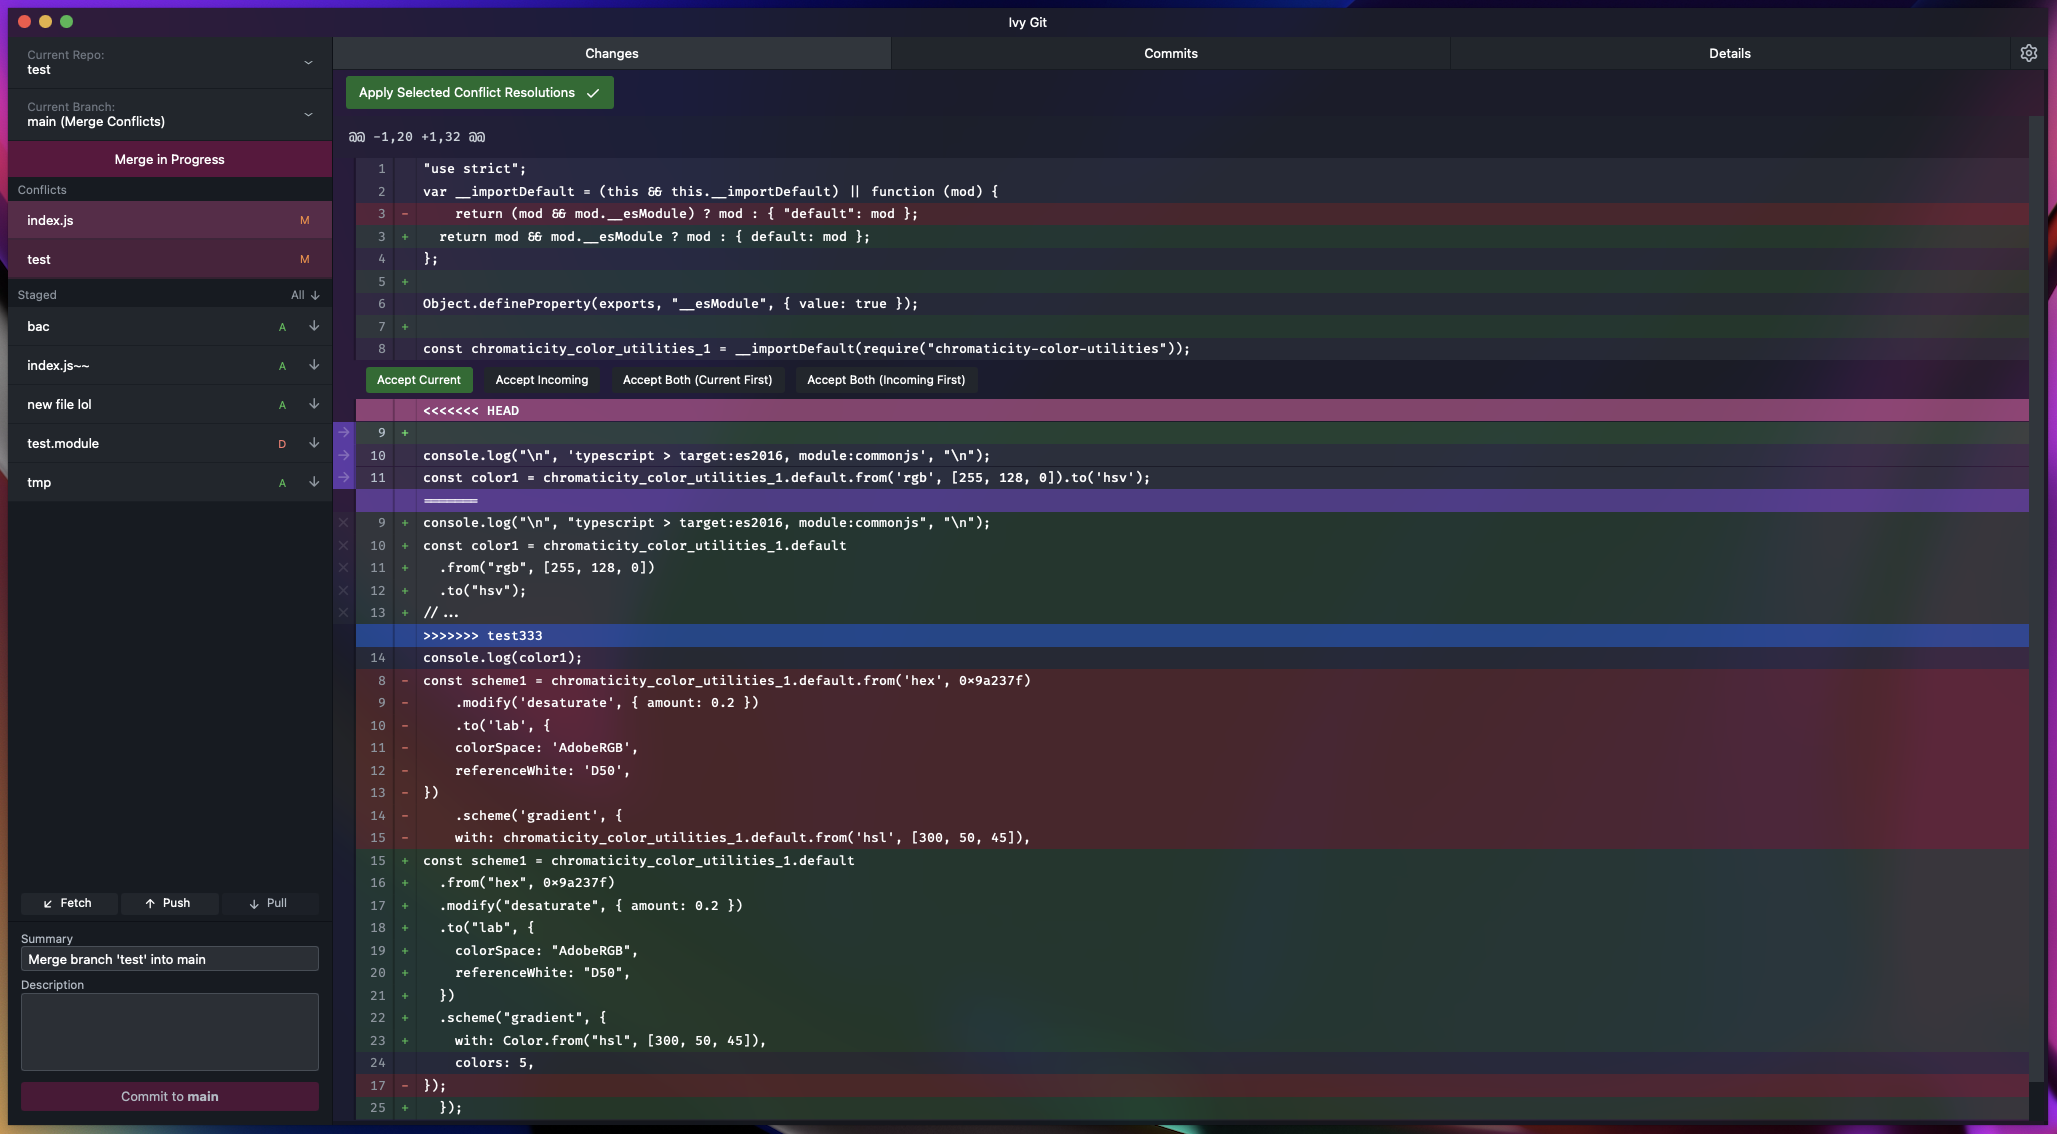 Ivy Git
Current Repo:
test
Current Branch:
main (Merge Conflicts)
Merge in Progress
Conflicts
index.js M
test M
Staged All ↓
bac A ↓
index.js~~ A ↓
new file lol A ↓
test.module D ↓
tmp A ↓
↙ Fetch ↑ Push ↓ Pull
Summary
Merge branch 'test' into main
Description
Commit to main
Changes Commits Details
Apply Selected Conflict Resolutions ✓
@@ -1,20 +1,32 @@
1 "use strict";
2 var __importDefault = (this && this.__importDefault) || function (mod) {
3 - return (mod && mod.__esModule) ? mod : { "default": mod };
3 + return mod && mod.__esModule ? mod : { default: mod };
4 };
5 +
6 Object.defineProperty(exports, "__esModule", { value: true });
7 +
8 const chromaticity_color_utilities_1 = __importDefault(require("chromaticity-color-utilities"));
Accept Current Accept Incoming Accept Both (Current First) Accept Both (Incoming First)
<<<<<<< HEAD
→ 9 +
→ 10 console.log("\n", 'typescript > target:es2016, module:commonjs', "\n");
→ 11 const color1 = chromaticity_color_utilities_1.default.from('rgb', [255, 128, 0]).to('hsv');
=======
× 9 + console.log("\n", "typescript > target:es2016, module:commonjs", "\n");
× 10 + const color1 = chromaticity_color_utilities_1.default
× 11 + .from("rgb", [255, 128, 0])
× 12 + .to("hsv");
× 13 + //...
>>>>>>> test333
14 console.log(color1);
8 - const scheme1 = chromaticity_color_utilities_1.default.from('hex', 0x9a237f)
9 - .modify('desaturate', { amount: 0.2 })
10 - .to('lab', {
11 - colorSpace: 'AdobeRGB',
12 - referenceWhite: 'D50',
13 - })
14 - .scheme('gradient', {
15 - with: chromaticity_color_utilities_1.default.from('hsl', [300, 50, 45]),
15 + const scheme1 = chromaticity_color_utilities_1.default
16 + .from("hex", 0x9a237f)
17 + .modify("desaturate", { amount: 0.2 })
18 + .to("lab", {
19 + colorSpace: "AdobeRGB",
20 + referenceWhite: "D50",
21 + })
22 + .scheme("gradient", {
23 + with: Color.from("hsl", [300, 50, 45]),
24 colors: 5,
17 - });
25 + });